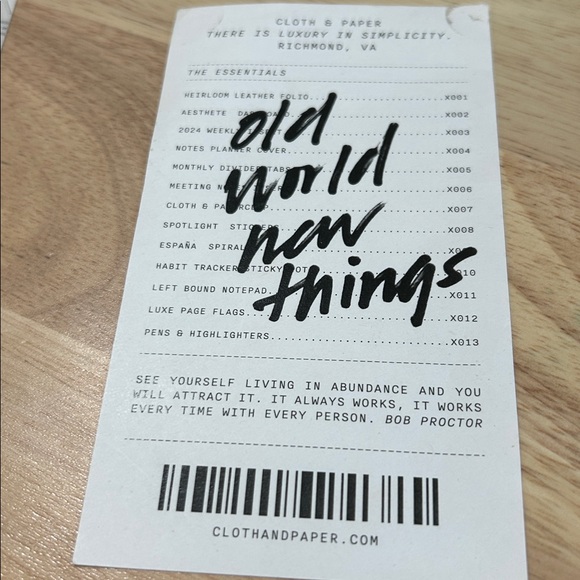 CLOTH & PAPER
THERE IS LUXURY IN SIMPLICITY.
RICHMOND, VA
THE ESSENTIALS
HEIRLOOM LEATHER FOLIO X001
AESTHETE X002
2024 WEEKLY X003
NOTES PLANNER COVER X004
MONTHLY DIVIDER TABS X005
MEETING X006
CLOTH & X007
SPOTLIGHT X008
ESPAÑA SPIRAL
HABIT TRACKER STICKY
LEFT BOUND NOTEPAD X011
LUXE PAGE FLAGS X012
PENS & HIGHLIGHTERS X013
old
world
new
things
SEE YOURSELF LIVING IN ABUNDANCE AND YOU
WILL ATTRACT IT. IT ALWAYS WORKS, IT WORKS
EVERY TIME WITH EVERY PERSON. BOB PROCTOR
CLOTHANDPAPER.COM